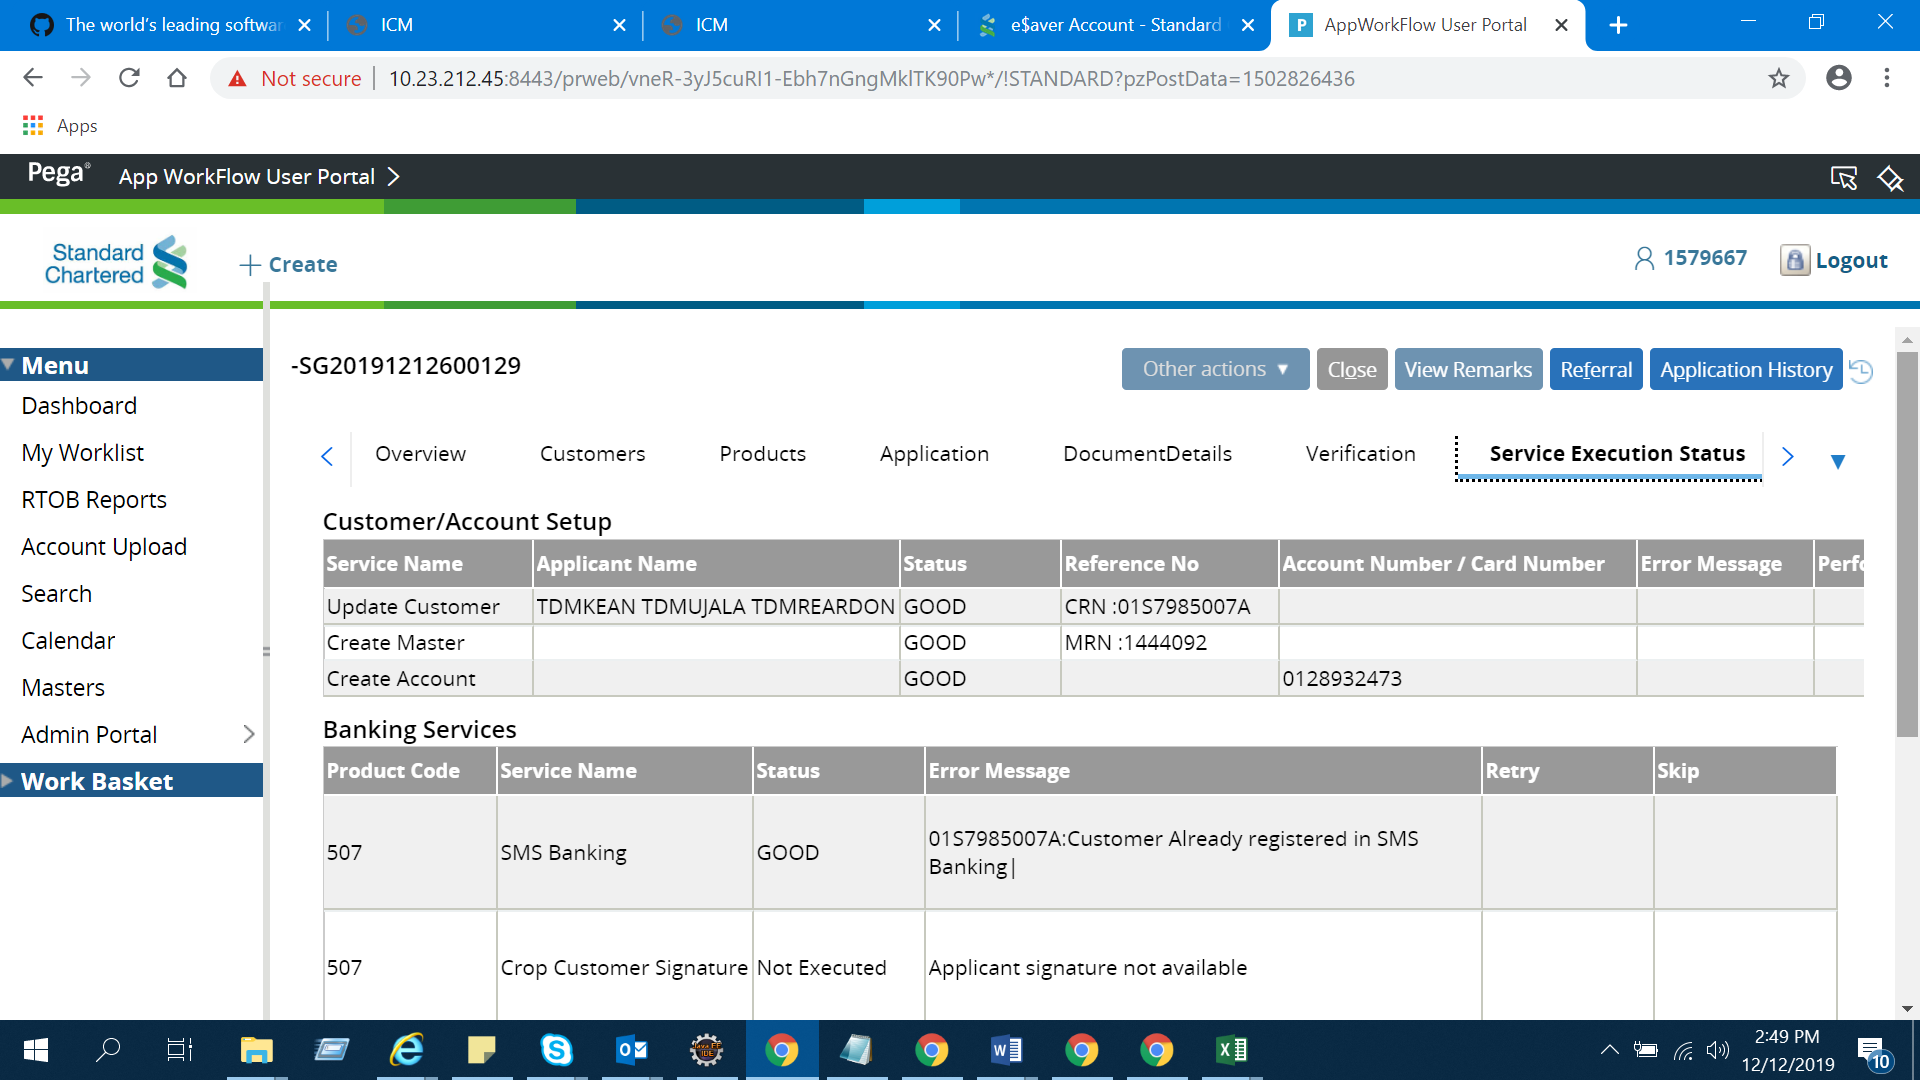 The world's leading softwar
ICM
ICM
e$aver Account - Standard
AppWorkFlow User Portal
Not secure
10.23.212.45:8443/prweb/vneR-3yJ5cuRI1-Ebh7nGngMklTK90Pw*/!STANDARD?pzPostData=1502826436
Apps
Pega®
App WorkFlow User Portal
Standard
Chartered
Create
1579667
Logout
Menu
Dashboard
My Worklist
RTOB Reports
Account Upload
Search
Calendar
Masters
Admin Portal
Work Basket
-SG20191212600129
Other actions
Close
View Remarks
Referral
Application History
Overview
Customers
Products
Application
DocumentDetails
Verification
Service Execution Status
Customer/Account Setup
Service Name Applicant Name Status Reference No Account Number / Card Number Error Message Perfo
Update Customer TDMKEAN TDMUJALA TDMREARDON GOOD CRN :01S7985007A
Create Master GOOD MRN :1444092
Create Account GOOD 0128932473
Banking Services
Product Code Service Name Status Error Message Retry Skip
507 SMS Banking GOOD 01S7985007A:Customer Already registered in SMS
Banking|
507 Crop Customer Signature Not Executed Applicant signature not available
2:49 PM
12/12/2019
10